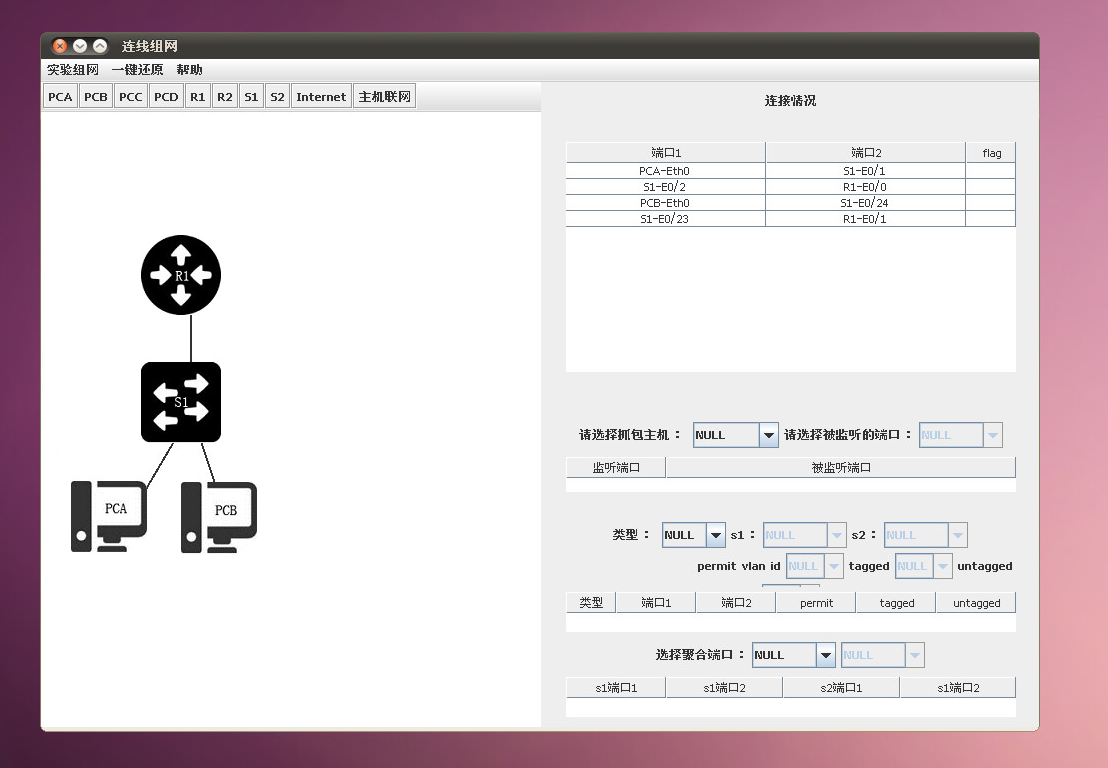 连线组网
实验组网 一键还原 帮助
PCA PCB PCC PCD R1 R2 S1 S2 Internet 主机联网
连接情况
端口1 端口2 flag
PCA-Eth0 S1-E0/1
S1-E0/2 R1-E0/0
PCB-Eth0 S1-E0/24
S1-E0/23 R1-E0/1
R1
S1
PCA
PCB
请选择抓包主机： NULL 请选择被监听的端口： NULL
监听端口 被监听端口
类型： NULL s1： NULL s2： NULL
permit vlan id NULL tagged NULL untagged
类型 端口1 端口2 permit tagged untagged
选择聚合端口： NULL NULL
s1端口1 s1端口2 s2端口1 s1端口2